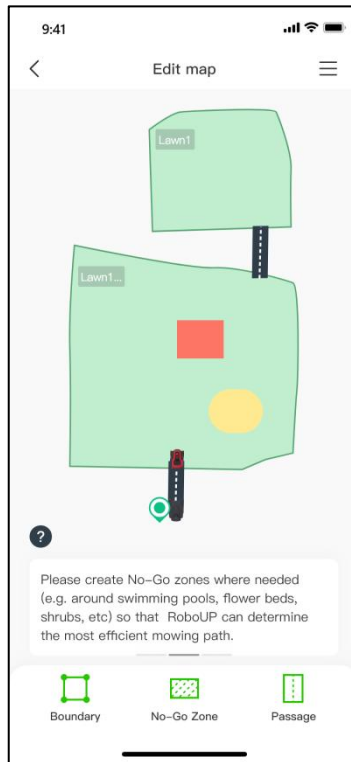 9:41
Edit map
Lawn1
Lawn1...
?
Please create No-Go zones where needed
(e.g. around swimming pools, flower beds,
shrubs, etc) so that RoboUP can determine
the most efficient mowing path.
Boundary
No-Go Zone
Passage